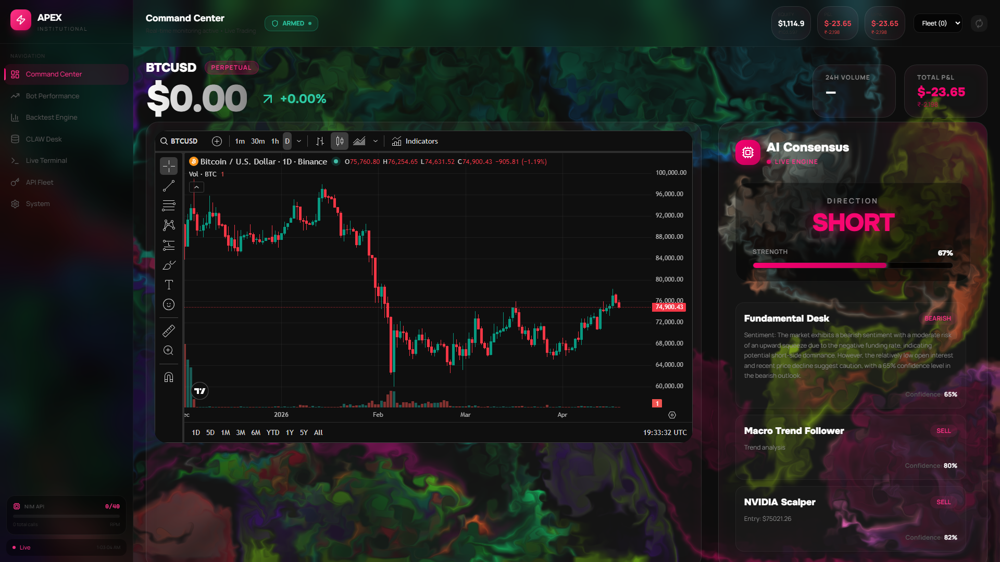 APEX
INSTITUTIONAL
NAVIGATION
Command Center
Bot Performance
Backtest Engine
CLAW Desk
Live Terminal
API Fleet
System
NIM API 0/40
0 total calls RPM
Live 1:03:04 AM
Command Center
Real-time monitoring active • Live Trading
ARMED
EQUITY
$1,114.9
$-23.65
₹-2,198
$-23.65
₹-2,198
Fleet (0)
BTCUSD PERPETUAL
$0.00 +0.00%
24H VOLUME
—
TOTAL P&L
$-23.65
₹-2,198
BTCUSD 1m 30m 1h D Indicators
Bitcoin / U.S. Dollar · 1D · Binance O75,760.80 H76,254.65 L74,631.52 C74,900.43 −905.81 (−1.19%)
Vol · BTC 1
100,000.00
96,000.00
92,000.00
88,000.00
84,000.00
80,000.00
76,000.00
74,900.43
72,000.00
68,000.00
64,000.00
60,000.00
1
ec 2026 Feb Mar Apr
1D 5D 1M 3M 6M YTD 1Y 5Y All 19:33:32 UTC
AI Consensus
LIVE ENGINE
DIRECTION
SHORT
STRENGTH 67%
Fundamental Desk BEARISH
Sentiment: The market exhibits a bearish sentiment with a moderate risk
of an upward squeeze due to the negative funding rate, indicating
potential short-side dominance. However, the relatively low open interest
and recent price decline suggest caution, with a 65% confidence level in
the bearish outlook.
Confidence: 65%
Macro Trend Follower SELL
Trend analysis
Confidence: 80%
NVIDIA Scalper SELL
Entry: $75021.26
Confidence: 82%